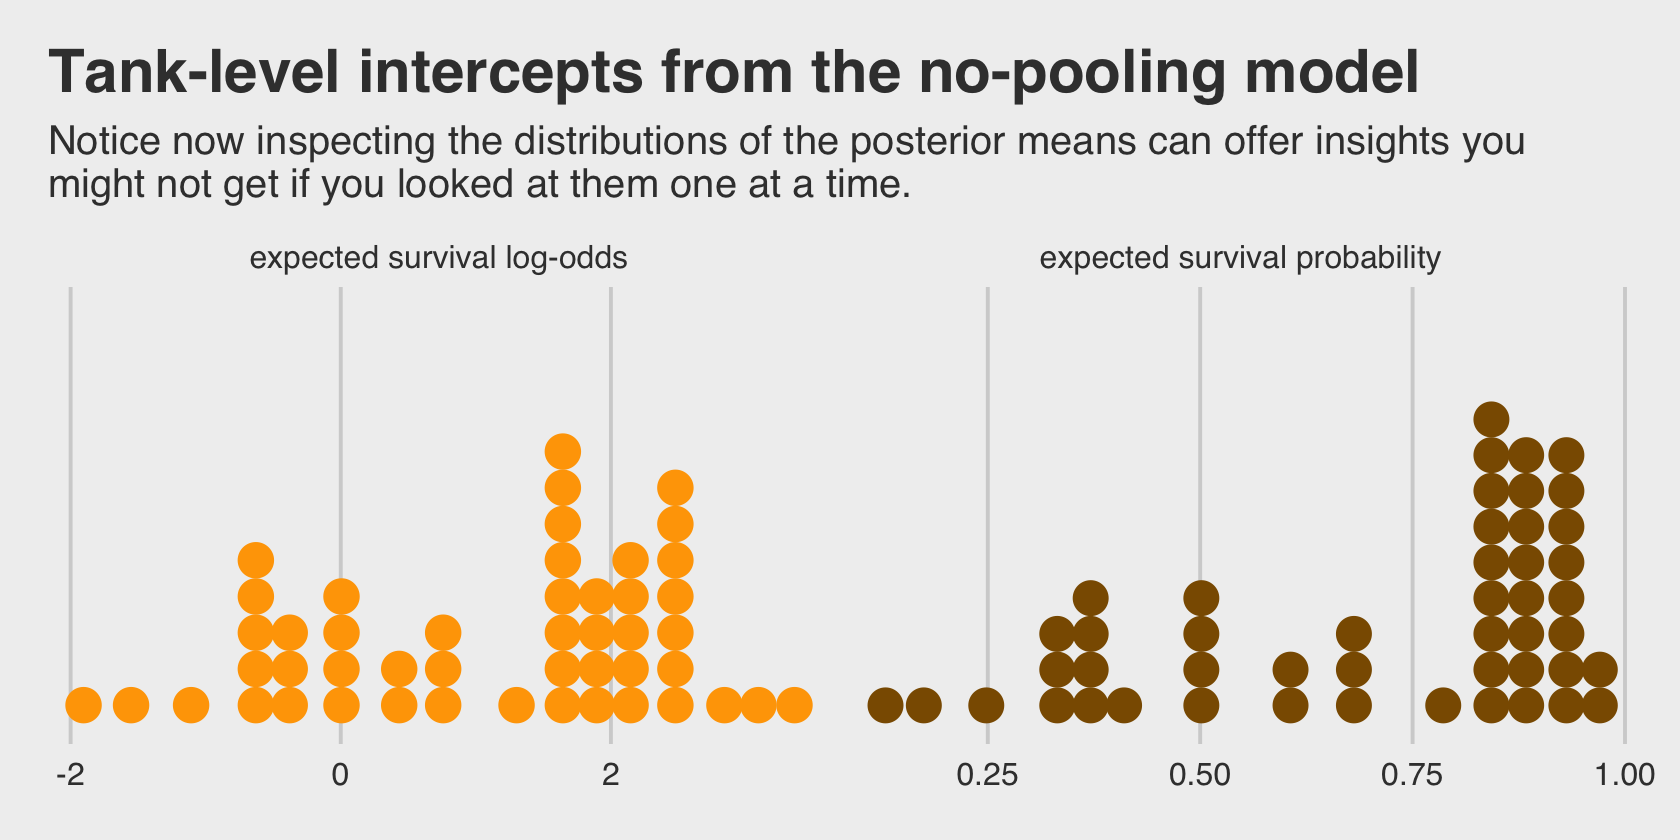 Tank-level intercepts from the no-pooling model
Notice now inspecting the distributions of the posterior means can offer insights you
might not get if you looked at them one at a time.
expected survival log-odds
expected survival probability
-2 0 2
0.25 0.50 0.75 1.00